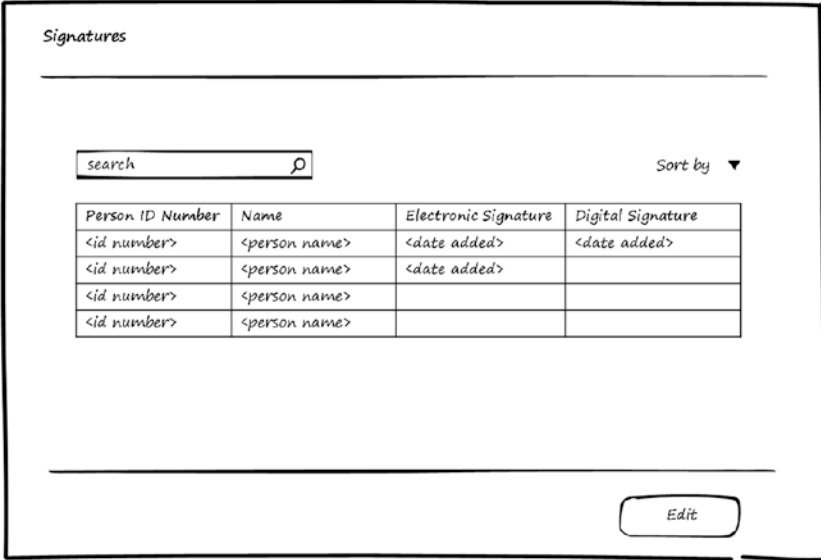 Signatures
search
Sort by ▼
Person ID Number Name Electronic Signature Digital Signature
<id number> <person name> <date added> <date added>
<id number> <person name> <date added>
<id number> <person name>
<id number> <person name>
Edit